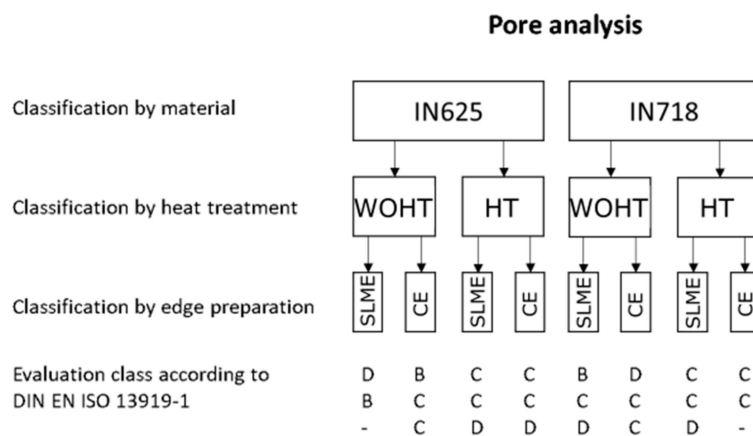 Pore analysis
Classification by material IN625 IN718
Classification by heat treatment WOHT HT WOHT HT
Classification by edge preparation SLME CE SLME CE SLME CE SLME CE
Evaluation class according to D B C C B D C C
DIN EN ISO 13919-1 B C C C C C C C
- C D D D C D -